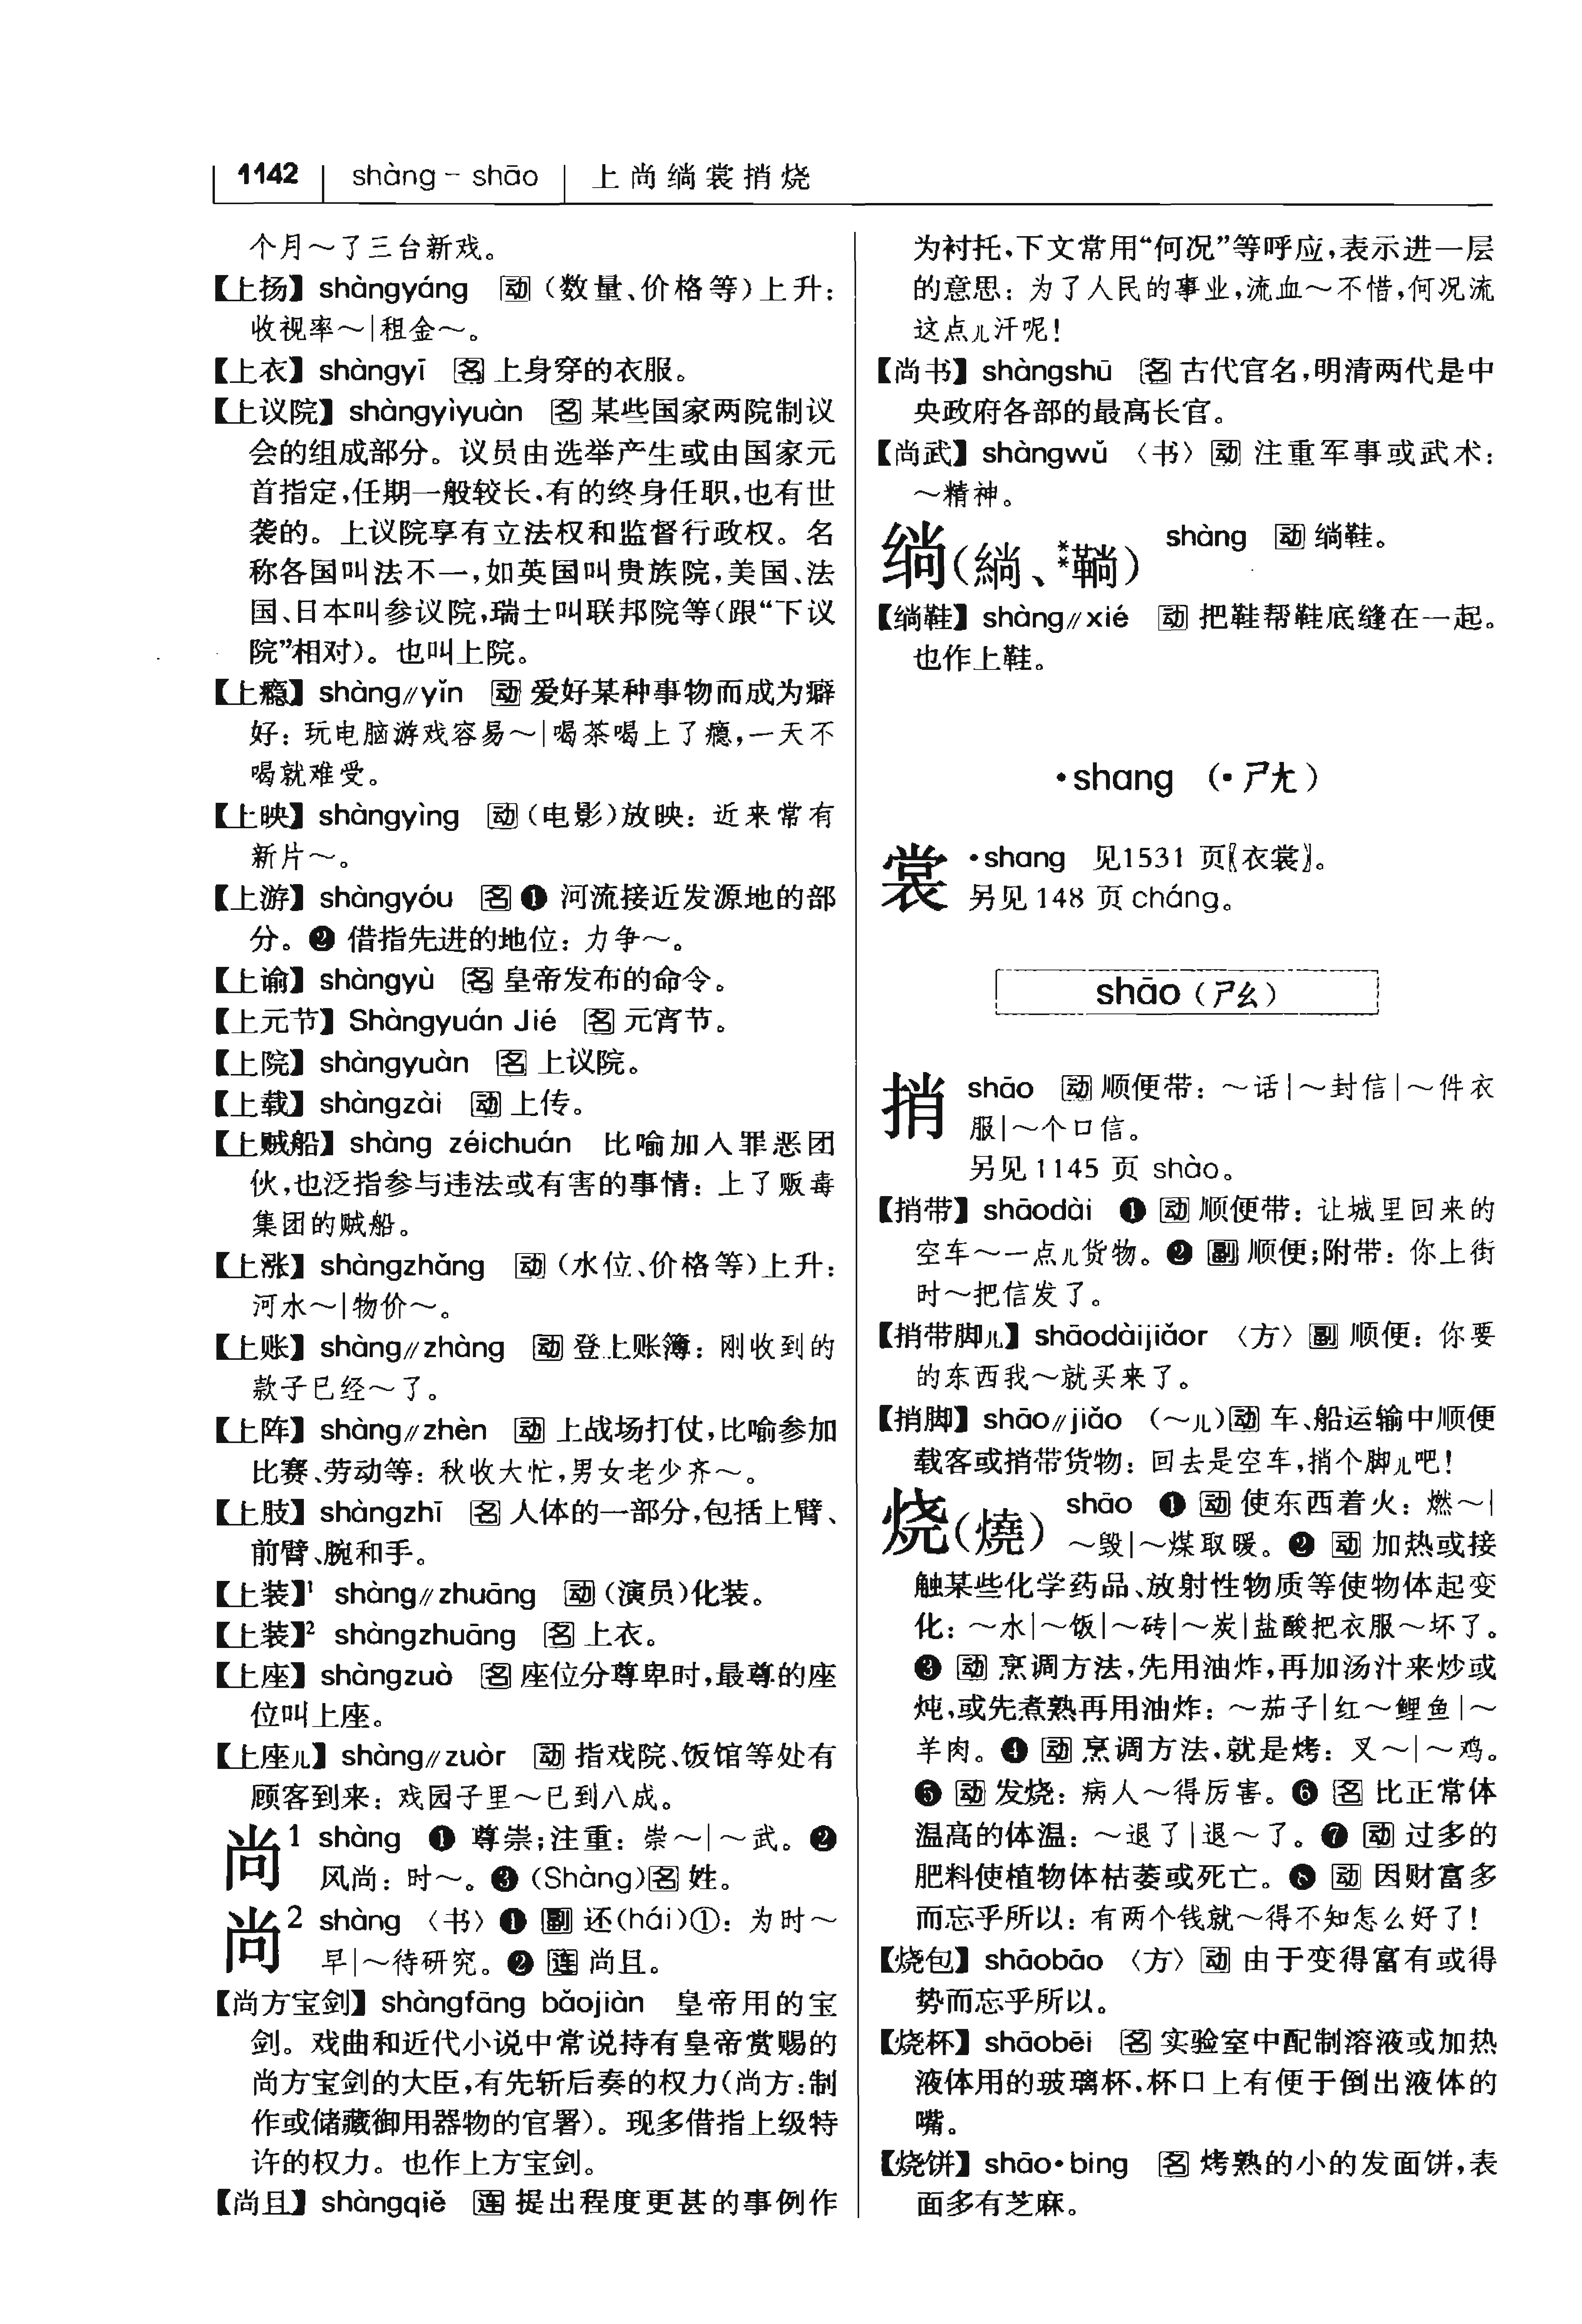 1142 shàng – shāo 上尚绱裳捎烧
个月～了三台新戏。
【上扬】 shàngyáng 动（数量、价格等）上升：
收视率～|租金～。
【上衣】 shàngyī 名 上身穿的衣服。
【上议院】 shàngyìyuàn 名 某些国家两院制议
会的组成部分。议员由选举产生或由国家元
首指定，任期一般较长，有的终身任职，也有世
袭的。上议院享有立法权和监督行政权。名
称各国叫法不一，如英国叫贵族院，美国、法
国、日本叫参议院，瑞士叫联邦院等（跟“下议
院”相对）。也叫上院。
【上瘾】 shàng∥yǐn 动 爱好某种事物而成为癖
好：玩电脑游戏容易～|喝茶喝上了瘾，一天不
喝就难受。
【上映】 shàngyìng 动（电影）放映：近来常有
新片～。
【上游】 shàngyóu 名 ❶ 河流接近发源地的部
分。❷ 借指先进的地位：力争～。
【上谕】 shàngyù 名 皇帝发布的命令。
【上元节】 Shàngyuán Jié 名 元宵节。
【上院】 shàngyuàn 名 上议院。
【上载】 shàngzài 动 上传。
【上贼船】 shàng zéichuán 比喻加入罪恶团
伙，也泛指参与违法或有害的事情：上了贩毒
集团的贼船。
【上涨】 shàngzhǎng 动（水位、价格等）上升：
河水～|物价～。
【上账】 shàng∥zhàng 动 登上账簿：刚收到的
款子已经～了。
【上阵】 shàng∥zhèn 动 上战场打仗，比喻参加
比赛、劳动等：秋收大忙，男女老少齐～。
【上肢】 shàngzhī 名 人体的一部分，包括上臂、
前臂、腕和手。
【上装】¹ shàng∥zhuāng 动（演员）化装。
【上装】² shàngzhuāng 名 上衣。
【上座】 shàngzuò 名 座位分尊卑时，最尊的座
位叫上座。
【上座儿】 shàng∥zuòr 动 指戏院、饭馆等处有
顾客到来：戏园子里～已到八成。
尚¹ shàng ❶ 尊崇；注重：崇～|～武。❷
风尚：时～。❸（Shàng）名 姓。
尚² shàng〈书〉❶ 副 还（hái）①：为时～
早|～待研究。❷ 连 尚且。
【尚方宝剑】 shàngfāng bǎojiàn 皇帝用的宝
剑。戏曲和近代小说中常说持有皇帝赏赐的
尚方宝剑的大臣，有先斩后奏的权力（尚方：制
作或储藏御用器物的官署）。现多借指上级特
许的权力。也作上方宝剑。
【尚且】 shàngqiě 连 提出程度更甚的事例作
为衬托，下文常用“何况”等呼应，表示进一层
的意思：为了人民的事业，流血～不惜，何况流
这点儿汗呢！
【尚书】 shàngshū 名 古代官名，明清两代是中
央政府各部的最高长官。
【尚武】 shàngwǔ〈书〉动 注重军事或武术：
～精神。
绱（緔、**鞝） shàng 动 绱鞋。
【绱鞋】 shàng∥xié 动 把鞋帮鞋底缝在一起。
也作上鞋。
·shang （·ㄕㄤ）
裳 ·shang 见1531 页〖衣裳〗。
另见 148 页 cháng。
shāo（ㄕㄠ）
捎 shāo 动 顺便带：～话|～封信|～件衣
服|～个口信。
另见 1145 页 shào。
【捎带】 shāodài ❶ 动 顺便带：让城里回来的
空车～一点儿货物。❷ 副 顺便；附带：你上街
时～把信发了。
【捎带脚儿】 shāodàijiǎor〈方〉副 顺便：你要
的东西我～就买来了。
【捎脚】 shāo∥jiǎo （～儿）动 车、船运输中顺便
载客或捎带货物：回去是空车，捎个脚儿吧！
烧（燒） shāo ❶ 动 使东西着火：燃～|
～毁|～煤取暖。❷ 动 加热或接
触某些化学药品、放射性物质等使物体起变
化：～水|～饭|～砖|～炭|盐酸把衣服～坏了。
❸ 动 烹调方法，先用油炸，再加汤汁来炒或
炖，或先煮熟再用油炸：～茄子|红～鲤鱼|～
羊肉。❹ 动 烹调方法，就是烤：叉～|～鸡。
❺ 动 发烧：病人～得厉害。❻ 名 比正常体
温高的体温：～退了|退～了。❼ 动 过多的
肥料使植物体枯萎或死亡。❽ 动 因财富多
而忘乎所以：有两个钱就～得不知怎么好了！
【烧包】 shāobāo〈方〉动 由于变得富有或得
势而忘乎所以。
【烧杯】 shāobēi 名 实验室中配制溶液或加热
液体用的玻璃杯，杯口上有便于倒出液体的
嘴。
【烧饼】 shāo·bing 名 烤熟的小的发面饼，表
面多有芝麻。